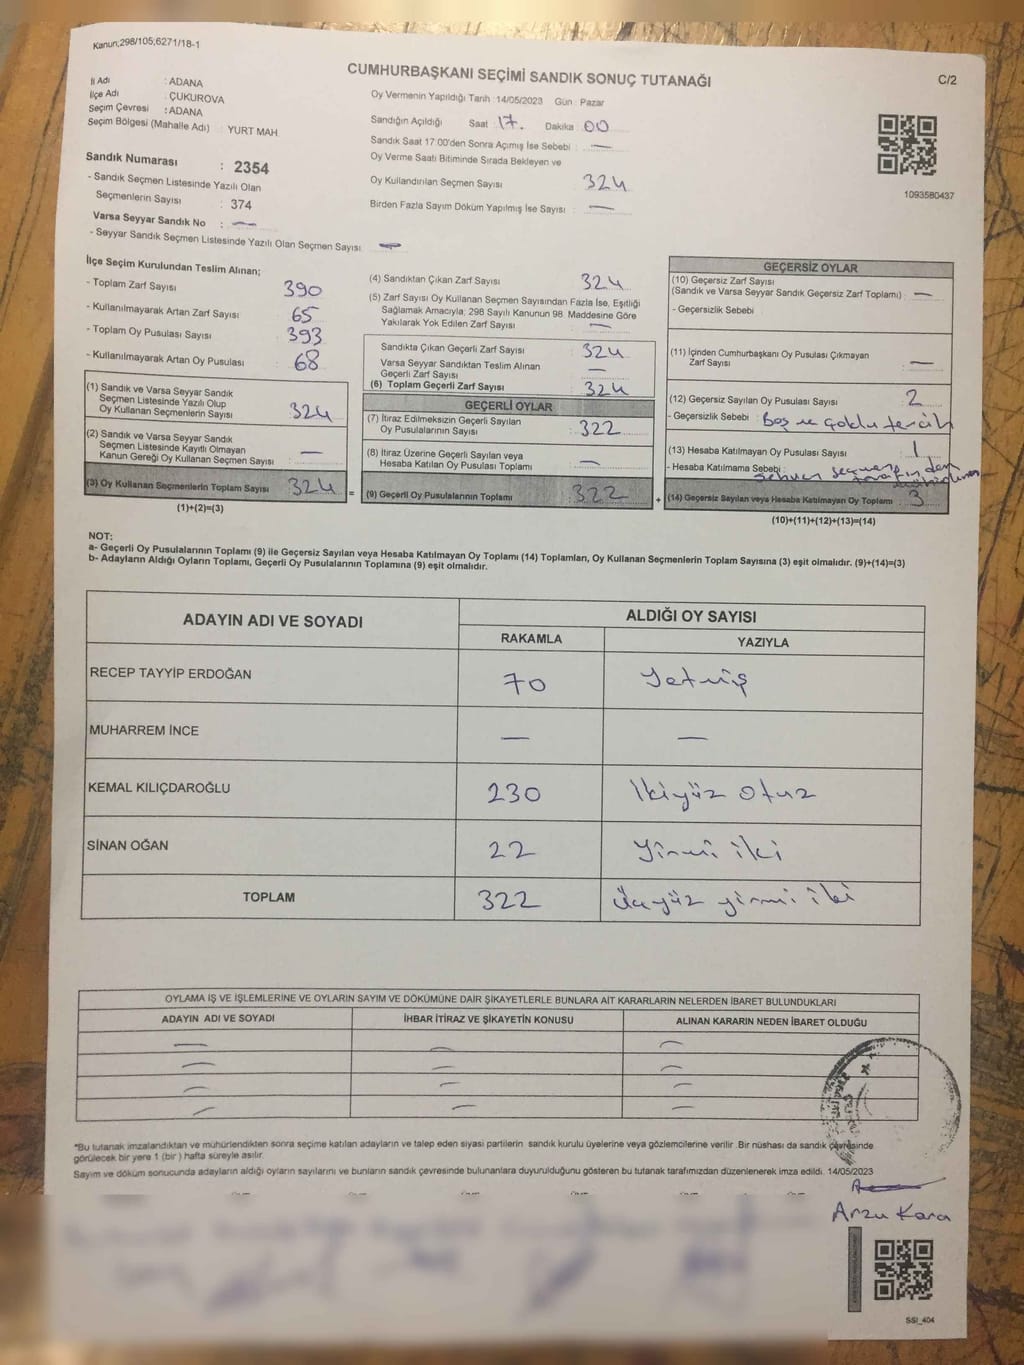 Kanun;298/105;6271/18-1
CUMHURBAŞKANI SEÇİMİ SANDIK SONUÇ TUTANAĞI
C/2
İl Adı : ADANA
İlçe Adı : ÇUKUROVA
Seçim Çevresi : ADANA
Seçim Bölgesi (Mahalle Adı) : YURT MAH.
Sandık Numarası : 2354
- Sandık Seçmen Listesinde Yazılı Olan
Seçmenlerin Sayısı : 374
Varsa Seyyar Sandık No : —
- Seyyar Sandık Seçmen Listesinde Yazılı Olan Seçmen Sayısı —
Oy Vermenin Yapıldığı Tarih :14/05/2023 Gün : Pazar
Sandığın Açıldığı Saat : 17. Dakika : 00
Sandık Saat 17:00'den Sonra Açımış İse Sebebi : —
Oy Verme Saati Bitiminde Sırada Bekleyen ve
Oy Kullandırılan Seçmen Sayısı 324
Birden Fazla Sayım Döküm Yapılmış İse Sayısı : —
1093580437
İlçe Seçim Kurulundan Teslim Alınan;
- Toplam Zarf Sayısı 390
- Kullanılmayarak Artan Zarf Sayısı 65
- Toplam Oy Pusulası Sayısı 393
- Kullanılmayarak Artan Oy Pusulası 68
(1) Sandık ve Varsa Seyyar Sandık
Seçmen Listesinde Yazılı Olup
Oy Kullanan Seçmenlerin Sayısı 324
(2) Sandık ve Varsa Seyyar Sandık
Seçmen Listesinde Kayıtlı Olmayan
Kanun Gereği Oy Kullanan Seçmen Sayısı —
(3) Oy Kullanan Seçmenlerin Toplam Sayısı 324
(1)+(2)=(3)
(4) Sandıktan Çıkan Zarf Sayısı 324
(5) Zarf Sayısı Oy Kullanan Seçmen Sayısından Fazla İse, Eşitliği
Sağlamak Amacıyla; 298 Sayılı Kanunun 98. Maddesine Göre
Yakılarak Yok Edilen Zarf Sayısı —
Sandıkta Çıkan Geçerli Zarf Sayısı 324
Varsa Seyyar Sandıktan Teslim Alınan
Geçerli Zarf Sayısı —
(6) Toplam Geçerli Zarf Sayısı 324
GEÇERLİ OYLAR
(7) İtiraz Edilmeksizin Geçerli Sayılan
Oy Pusulalarının Sayısı 322
(8) İtiraz Üzerine Geçerli Sayılan veya
Hesaba Katılan Oy Pusulası Toplamı —
= (9) Geçerli Oy Pusulalarının Toplamı 322 +
GEÇERSİZ OYLAR
(10) Geçersiz Zarf Sayısı
(Sandık ve Varsa Seyyar Sandık Geçersiz Zarf Toplamı) : —
- Geçersizlik Sebebi
(11) İçinden Cumhurbaşkanı Oy Pusulası Çıkmayan
Zarf Sayısı —
(12) Geçersiz Sayılan Oy Pusulası Sayısı 2
- Geçersizlik Sebebi : Boş ve çoklu tercih
(13) Hesaba Katılmayan Oy Pusulası Sayısı 1
- Hesaba Katılmama Sebebi : sehven seçmen
tarafından
(14) Geçersiz Sayılan veya Hesaba Katılmayan Oy Toplamı : 3
(10)+(11)+(12)+(13)=(14)
NOT:
a- Geçerli Oy Pusulalarının Toplamı (9) ile Geçersiz Sayılan veya Hesaba Katılmayan Oy Toplamı (14) Toplamları, Oy Kullanan Seçmenlerin Toplam Sayısına (3) eşit olmalıdır. (9)+(14)=(3)
b- Adayların Aldığı Oyların Toplamı, Geçerli Oy Pusulalarının Toplamına (9) eşit olmalıdır.
ADAYIN ADI VE SOYADI
ALDIĞI OY SAYISI
RAKAMLA YAZIYLA
RECEP TAYYİP ERDOĞAN 70 Yetmiş
MUHARREM İNCE — —
KEMAL KILIÇDAROĞLU 230 İkiyüz otuz
SİNAN OĞAN 22 Yirmi iki
TOPLAM 322 Üçyüz yirmi iki
OYLAMA İŞ VE İŞLEMLERİNE VE OYLARIN SAYIM VE DÖKÜMÜNE DAİR ŞİKAYETLERLE BUNLARA AİT KARARLARIN NELERDEN İBARET BULUNDUKLARI
ADAYIN ADI VE SOYADI İHBAR İTİRAZ VE ŞİKAYETİN KONUSU ALINAN KARARIN NEDEN İBARET OLDUĞU
— — —
— — —
— — —
— — —
*Bu tutanak imzalandıktan ve mühürlendikten sonra seçime katılan adayların ve talep eden siyasi partilerin sandık kurulu üyelerine veya gözlemcilerine verilir. Bir nüshası da sandık çevresinde
görülecek bir yere 1 (bir) hafta süreyle asılır.
Sayım ve döküm sonucunda adayların aldığı oyların sayılarını ve bunların sandık çevresinde bulunanlara duyurulduğunu gösteren bu tutanak tarafımızdan düzenlenerek imza edildi. 14/05/2023
Arzu Kara
SSI_404